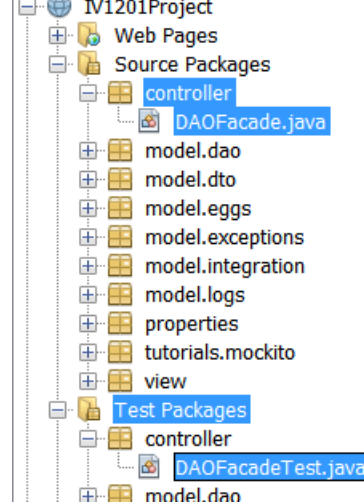 IV1201Project
Web Pages
Source Packages
controller
DAOFacade.java
model.dao
model.dto
model.eggs
model.exceptions
model.integration
model.logs
properties
tutorials.mockito
view
Test Packages
controller
DAOFacadeTest.java
model.dao